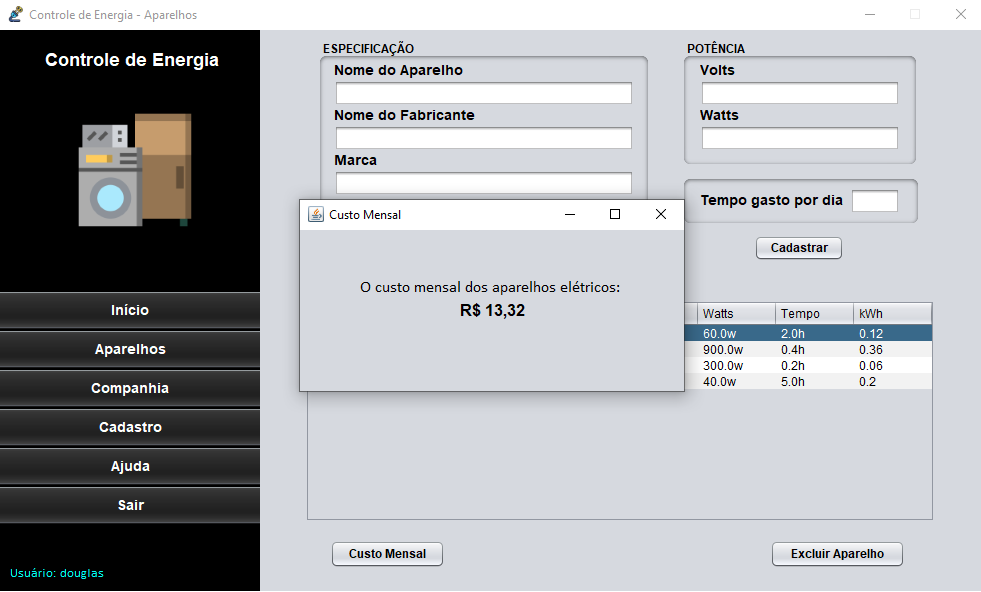 Controle de Energia - Aparelhos
Controle de Energia
Início
Aparelhos
Companhia
Cadastro
Ajuda
Sair
Usuário: douglas
ESPECIFICAÇÃO
Nome do Aparelho
Nome do Fabricante
Marca
POTÊNCIA
Volts
Watts
Tempo gasto por dia
Cadastrar
Custo Mensal
O custo mensal dos aparelhos elétricos:
R$ 13,32
Watts Tempo kWh
60.0w 2.0h 0.12
900.0w 0.4h 0.36
300.0w 0.2h 0.06
40.0w 5.0h 0.2
Custo Mensal
Excluir Aparelho